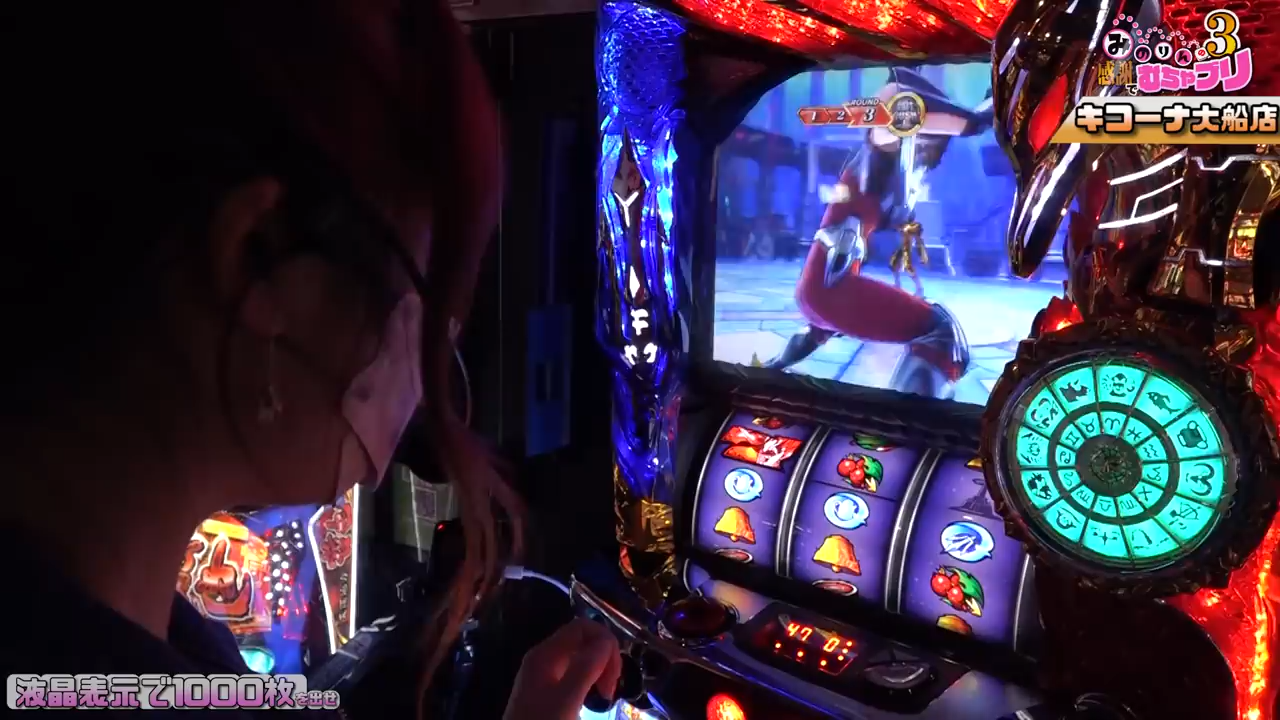 みのりんの3
感謝でむちゃブリ
キコーナ大船店
ROUND
1 2 3
47 0
液晶表示で1000枚を出せ